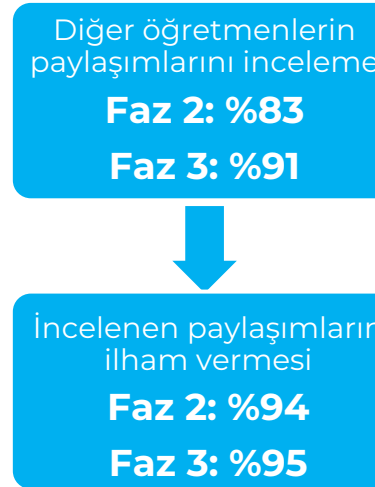 Diğer öğretmenlerin
paylaşımlarını inceleme
Faz 2: %83
Faz 3: %91
İncelenen paylaşımların
ilham vermesi
Faz 2: %94
Faz 3: %95